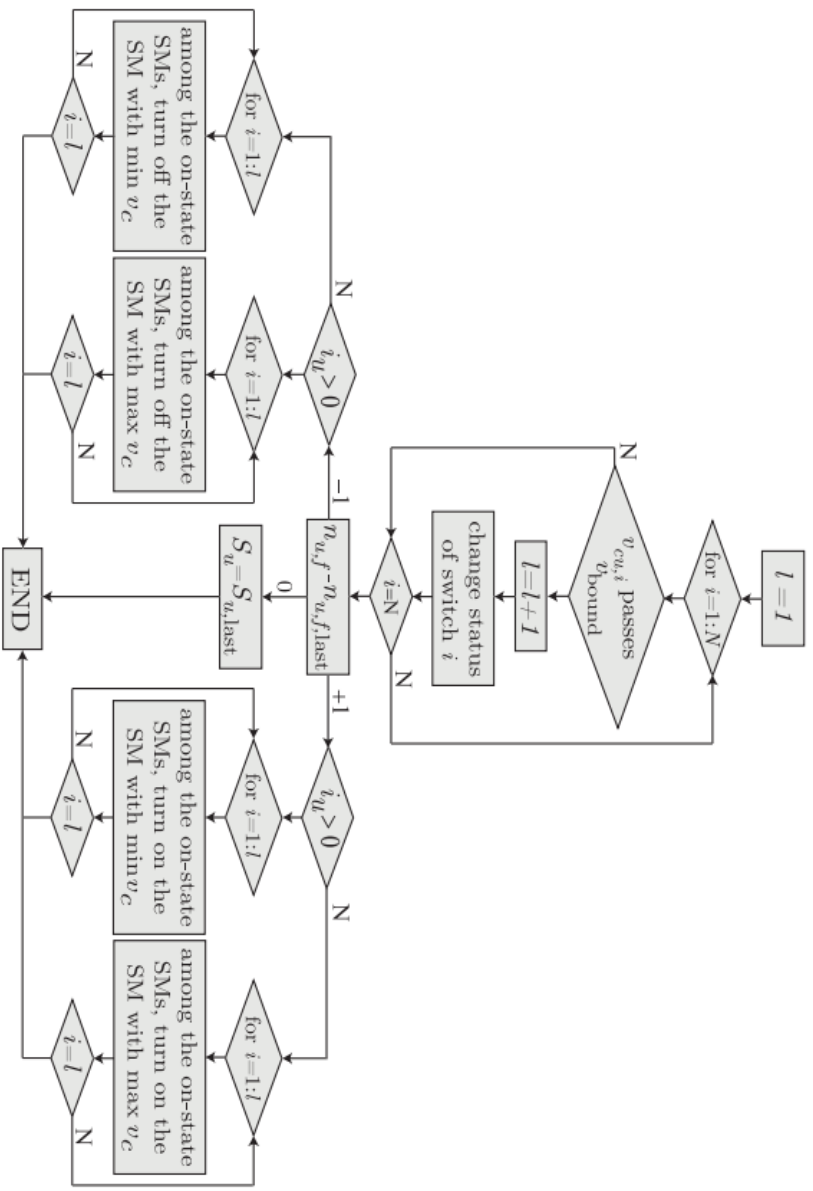 l=1
for i=1:N
N
v_{cu,i} passes
v_{bound}
l=l+1
change status
of switch i
i=N
N
N
i_u>0
-1
n_{u,f}-n_{u,f,last}
+1
i_u>0
N
0
for i=1:l
for i=1:l
S_u=S_{u,last}
for i=1:l
for i=1:l
among the on-state
SMs, turn off the
SM with min v_C
among the on-state
SMs, turn off the
SM with max v_C
among the on-state
SMs, turn on the
SM with minv_C
among the on-state
SMs, turn on the
SM with max v_C
N
i=l
i=l
N
N
i=l
i=l
N
END